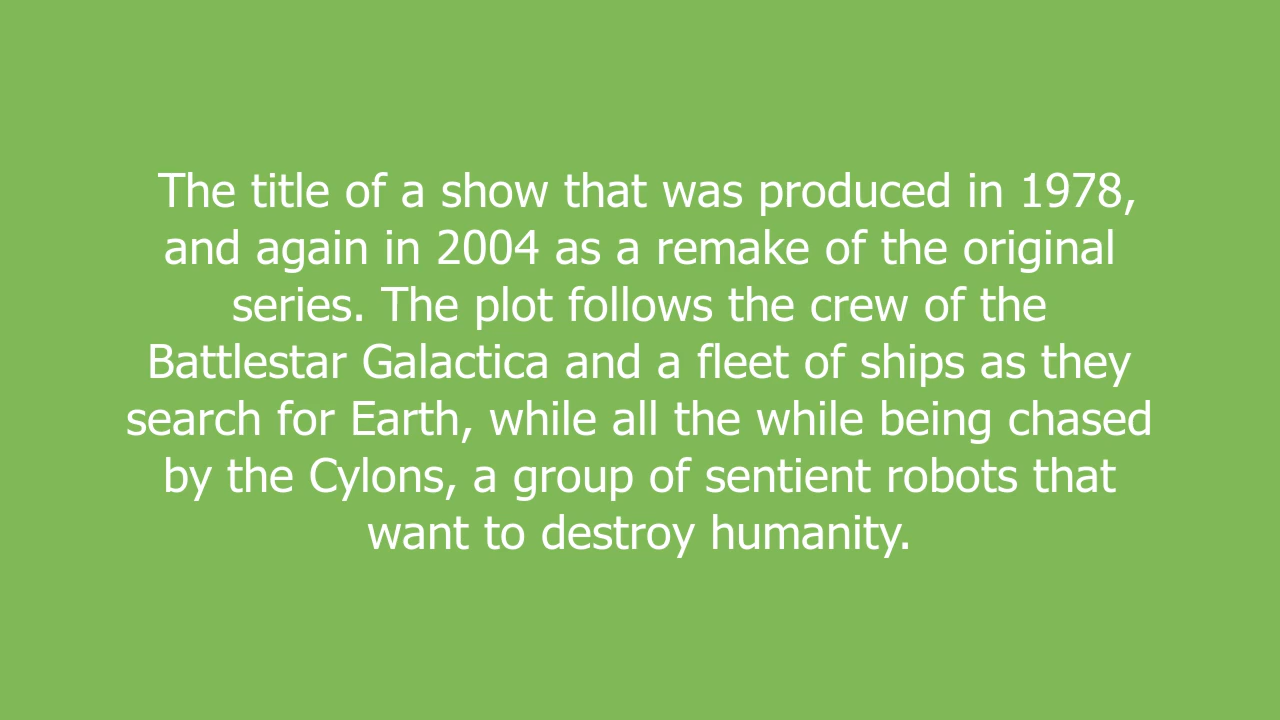 The title of a show that was produced in 1978,
and again in 2004 as a remake of the original
series. The plot follows the crew of the
Battlestar Galactica and a fleet of ships as they
search for Earth, while all the while being chased
by the Cylons, a group of sentient robots that
want to destroy humanity.